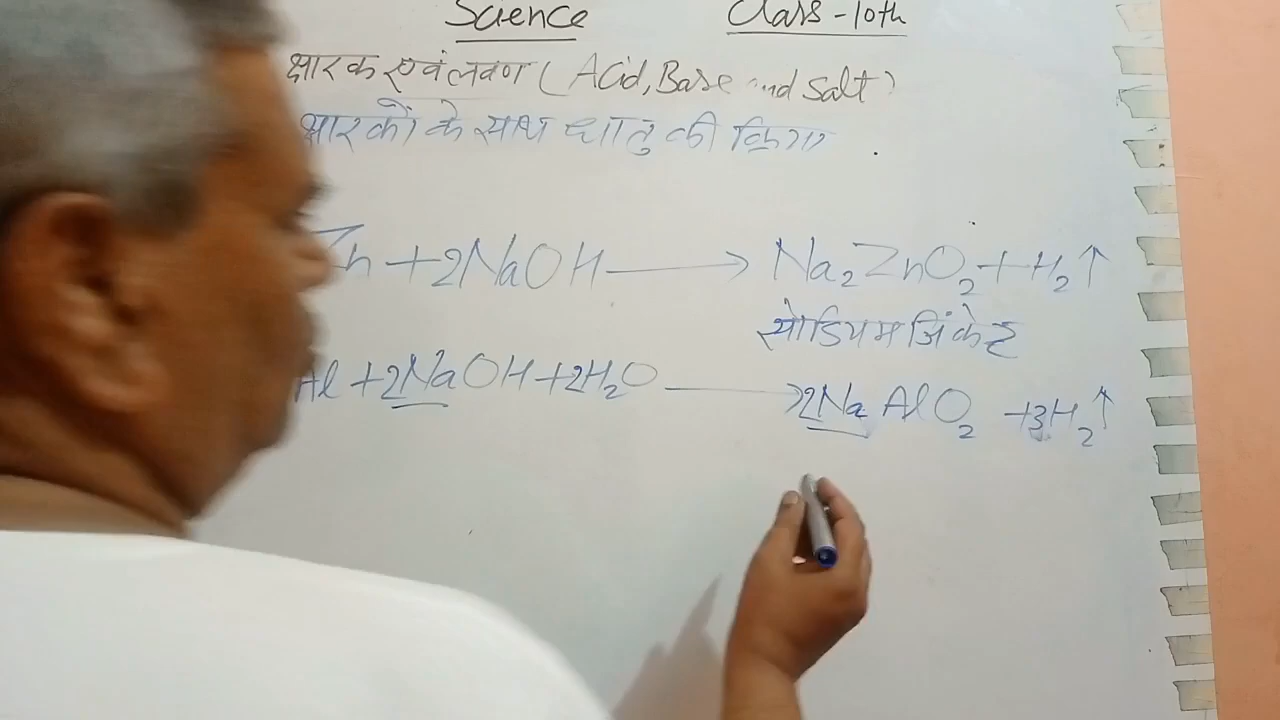 Science Class-10th
क्षारक एवं लवण (Acid, Base and Salt)
क्षारकों के साथ धातु की क्रिया
Zn + 2NaOH ⟶ Na₂ZnO₂ + H₂↑
सोडियम जिंकेट
Al + 2NaOH + 2H₂O ⟶ 2NaAlO₂ + 3H₂↑